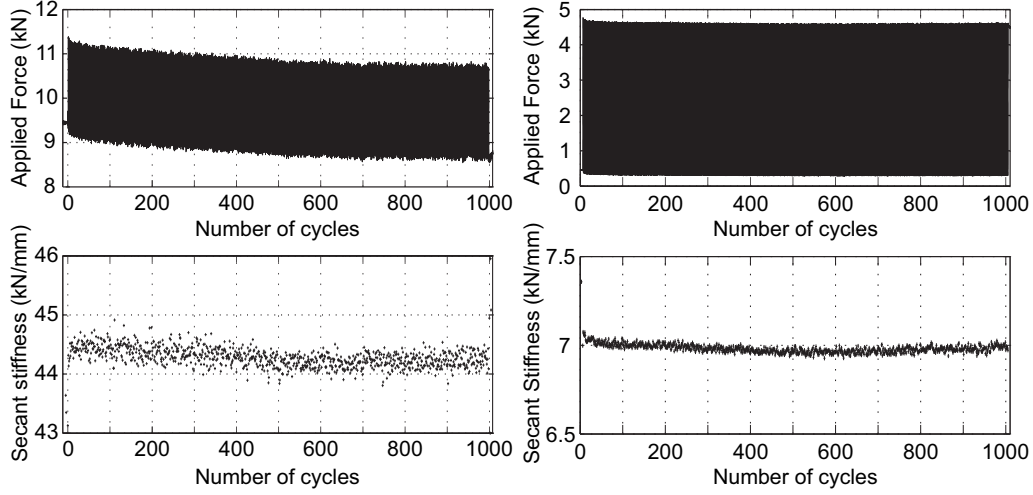 Applied Force (kN)
12
11
10
9
8
0 200 400 600 800 1000
Number of cycles
Applied Force (kN)
5
4
3
2
1
0
0 200 400 600 800 1000
Number of cycles
Secant stiffness (kN/mm)
46
45
44
43
0 200 400 600 800 1000
Number of cycles
Secant Stiffness (kN/mm)
7.5
7
6.5
0 200 400 600 800 1000
Number of cycles